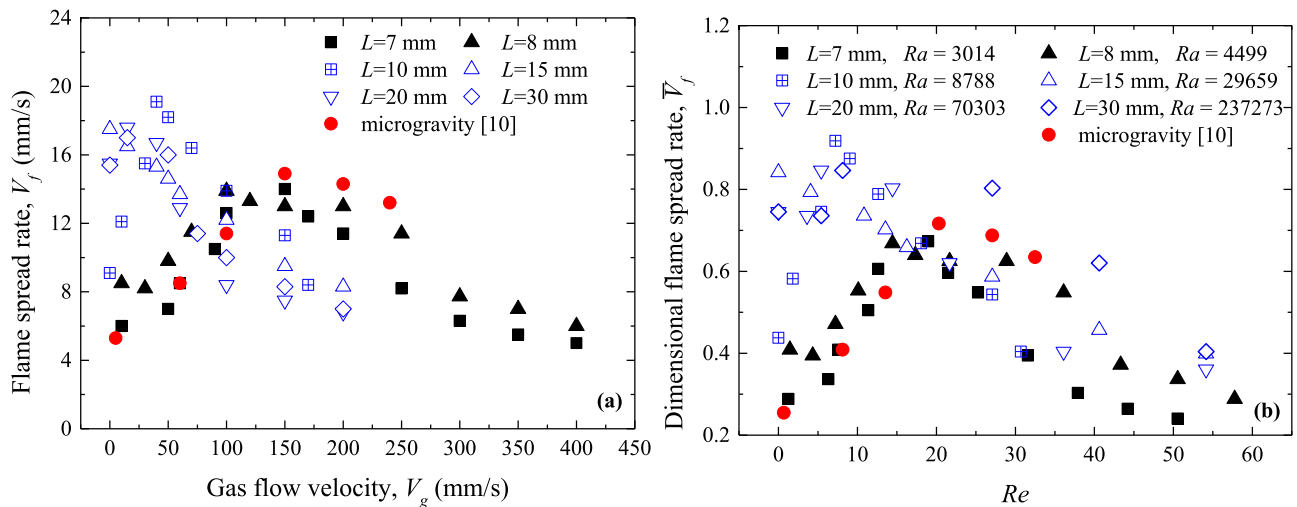 24
20
16
12
8
4
0
Flame spread rate, V_f (mm/s)
L=7 mm L=8 mm
L=10 mm L=15 mm
L=20 mm L=30 mm
microgravity [10]
(a)
0 50 100 150 200 250 300 350 400 450
Gas flow velocity, V_g (mm/s)
1.2
1.0
0.8
0.6
0.4
0.2
Dimensional flame spread rate, V̅_f
L=7 mm, Ra = 3014 L=8 mm, Ra = 4499
L=10 mm, Ra = 8788 L=15 mm, Ra = 29659
L=20 mm, Ra = 70303 L=30 mm, Ra = 237273
microgravity [10]
(b)
0 10 20 30 40 50 60
Re